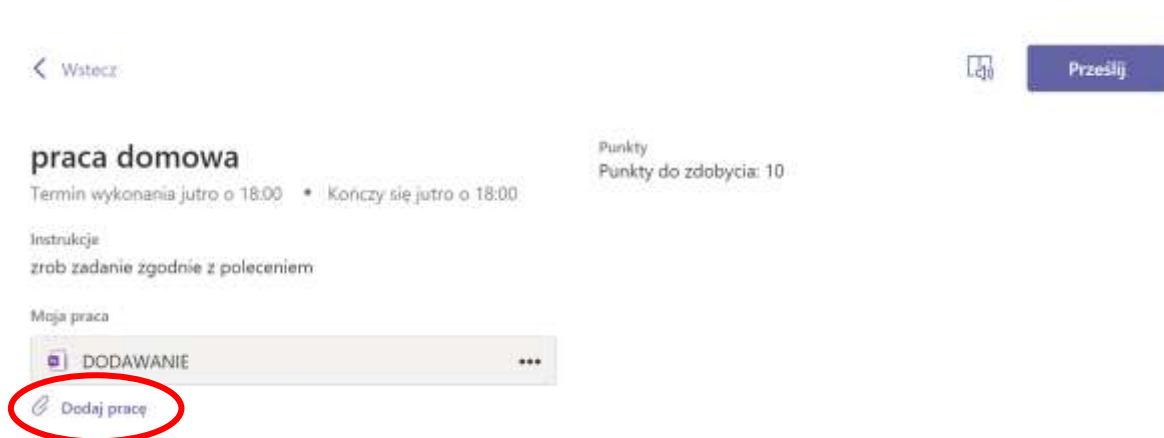 Wstecz
Prześlij
praca domowa
Termin wykonania jutro o 18:00 • Kończy się jutro o 18:00
Punkty
Punkty do zdobycia: 10
Instrukcje
zrob zadanie zgodnie z poleceniem
Moja praca
DODAWANIE
Dodaj pracę